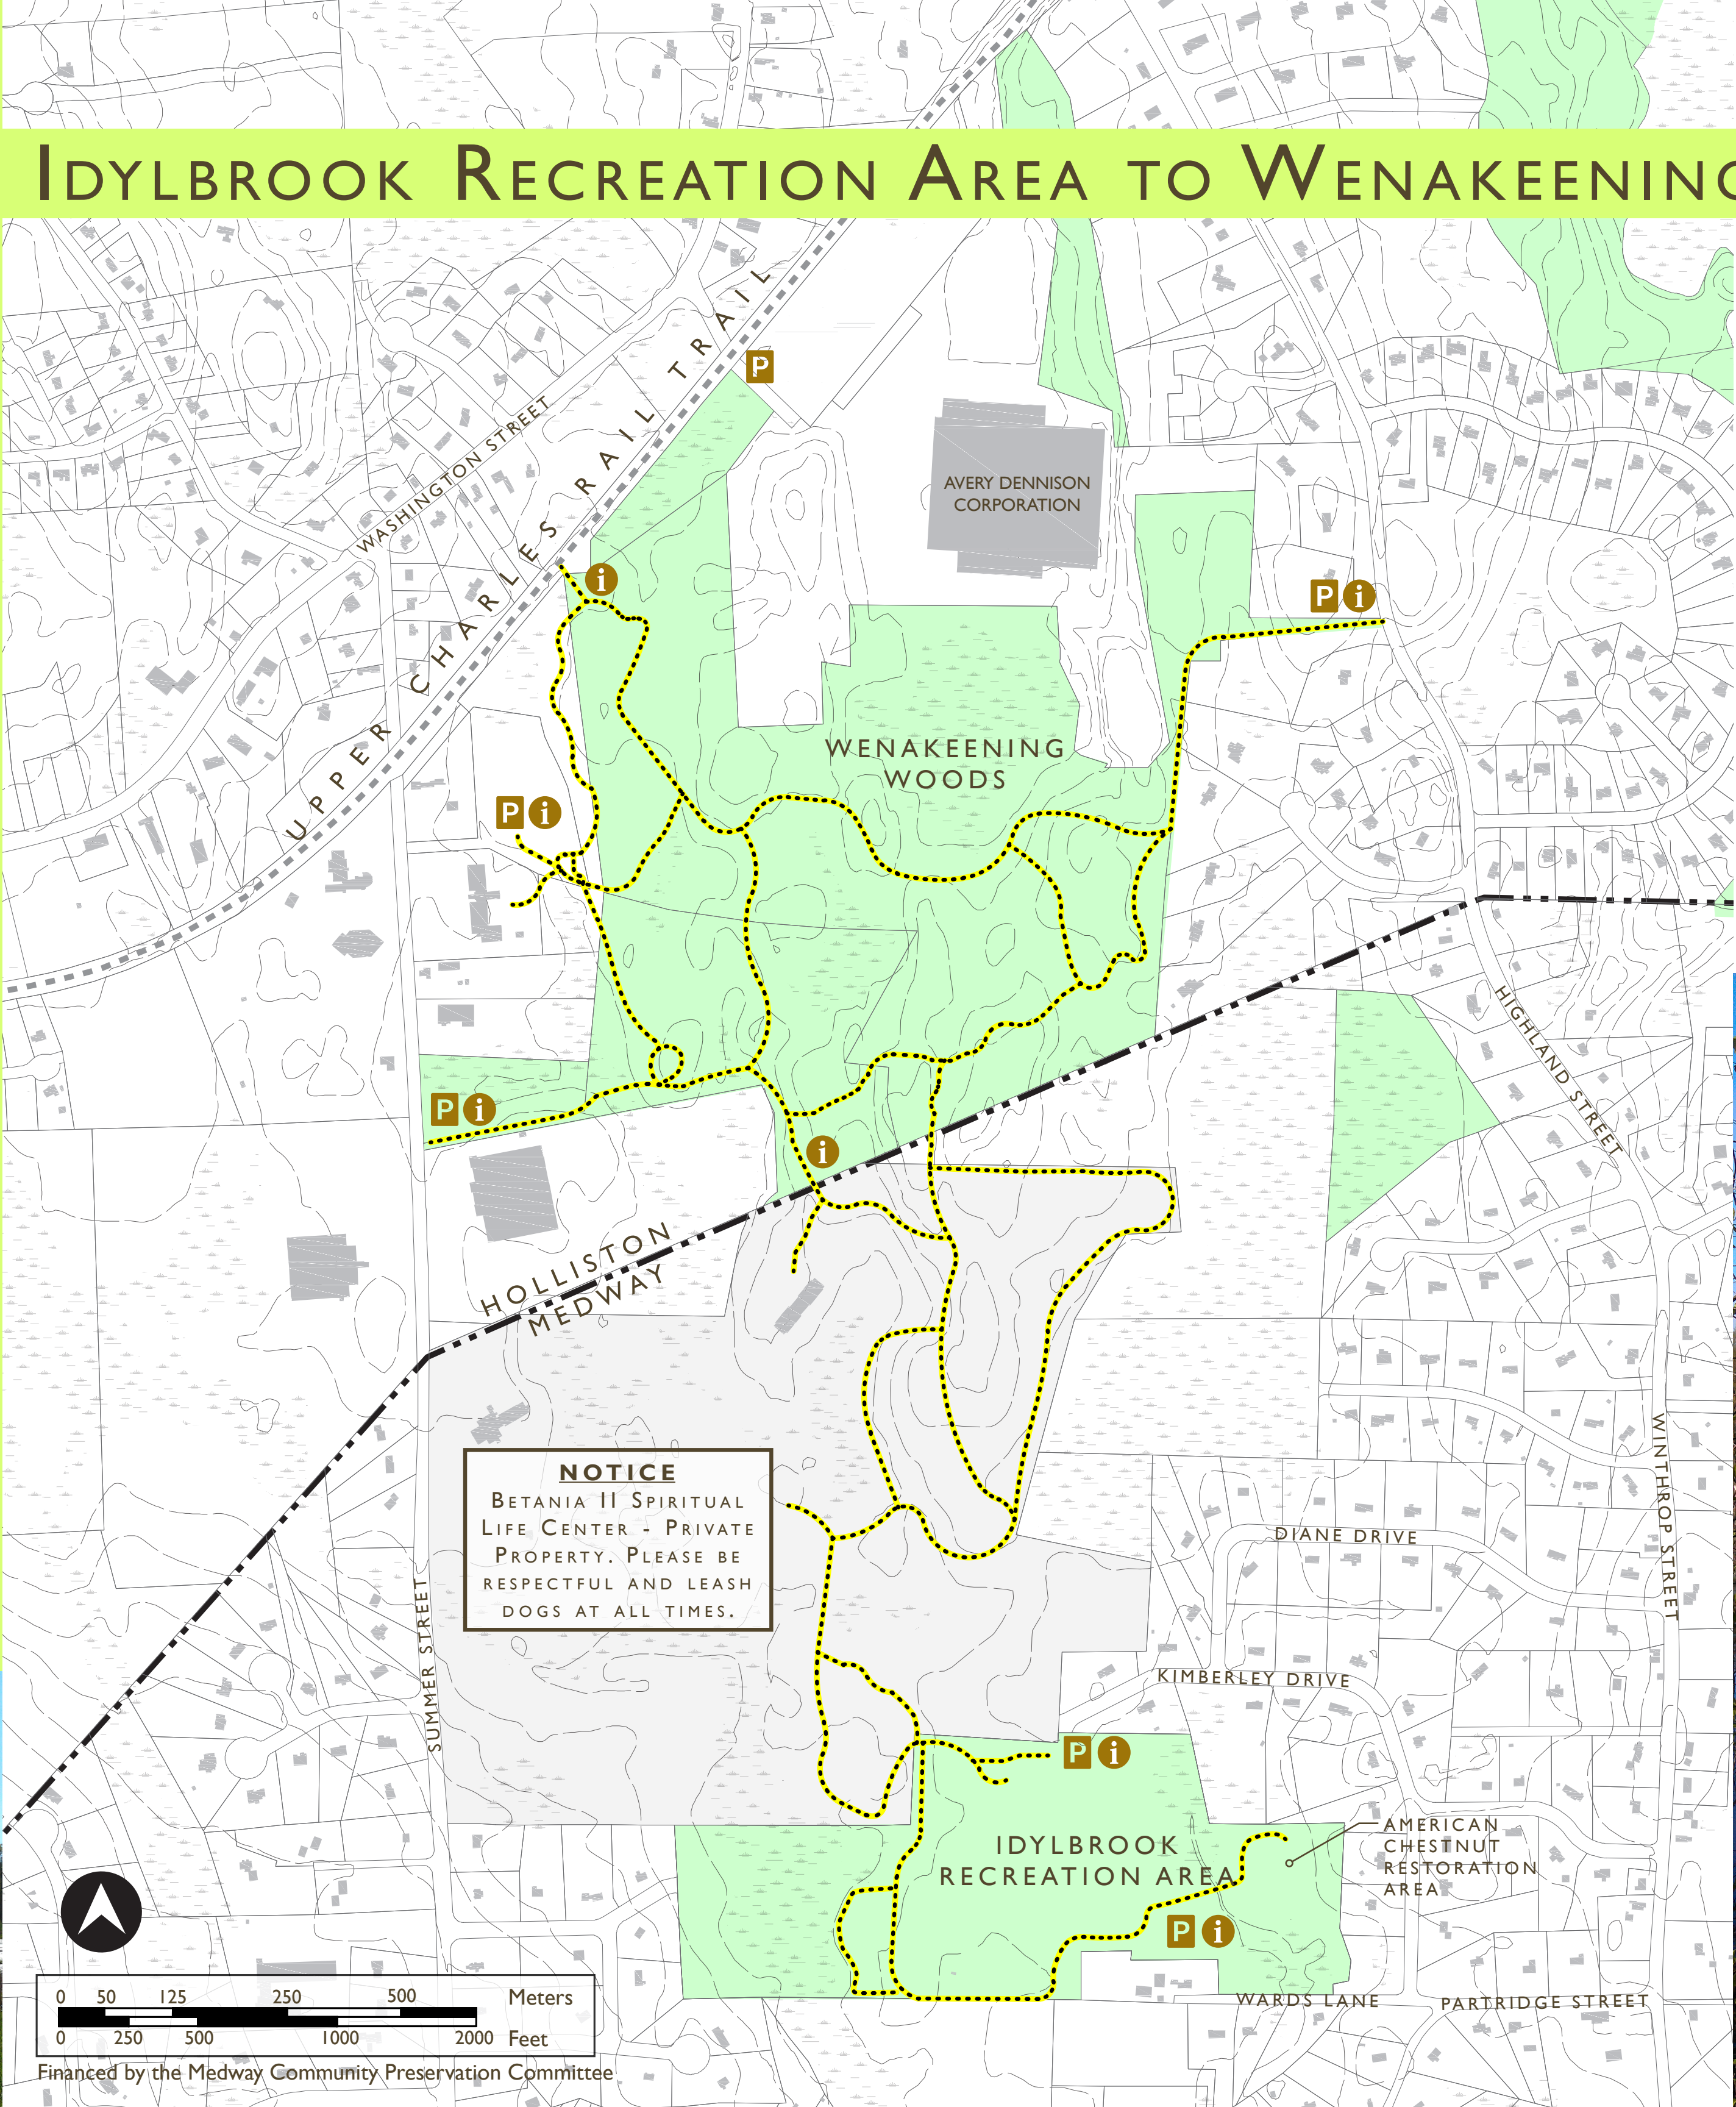 IDYLBROOK RECREATION AREA TO WENAKEENING
UPPER CHARLES RAIL TRAIL
P
WASHINGTON STREET
AVERY DENNISON
CORPORATION
i
P i
WENAKEENING
WOODS
P i
HIGHLAND STREET
P i
i
HOLLISTON
MEDWAY
NOTICE
BETANIA II SPIRITUAL
LIFE CENTER - PRIVATE
PROPERTY. PLEASE BE
RESPECTFUL AND LEASH
DOGS AT ALL TIMES.
WINTHROP STREET
DIANE DRIVE
SUMMER STREET
KIMBERLEY DRIVE
P i
IDYLBROOK
RECREATION AREA
AMERICAN
CHESTNUT
RESTORATION
AREA
P i
WARDS LANE
PARTRIDGE STREET
0 50 125 250 500 Meters
0 250 500 1000 2000 Feet
Financed by the Medway Community Preservation Committee